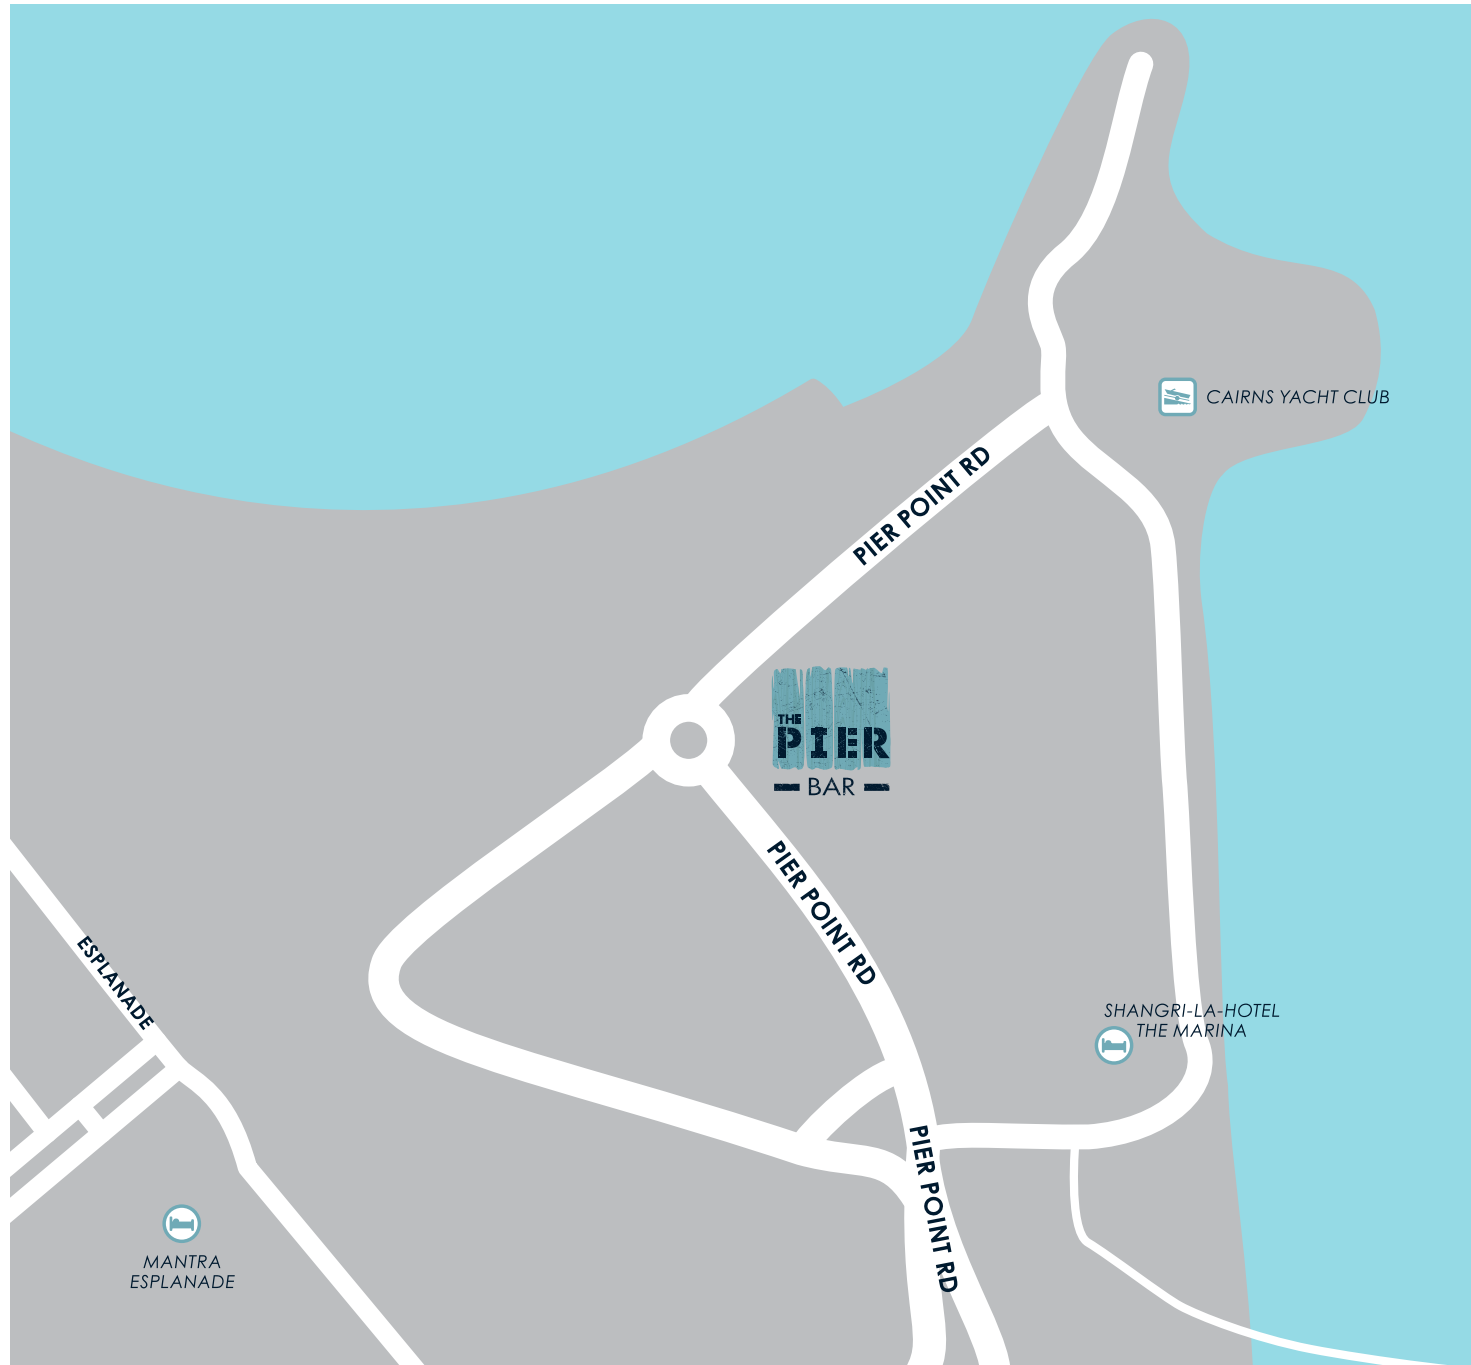 CAIRNS YACHT CLUB
PIER POINT RD
THE
PIER
BAR
PIER POINT RD
ESPLANADE
SHANGRI-LA-HOTEL
THE MARINA
PIER POINT RD
MANTRA
ESPLANADE